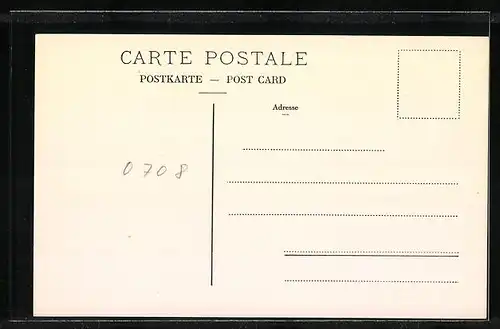 CARTE POSTALE
POSTKARTE — POST CARD
Adresse
0708